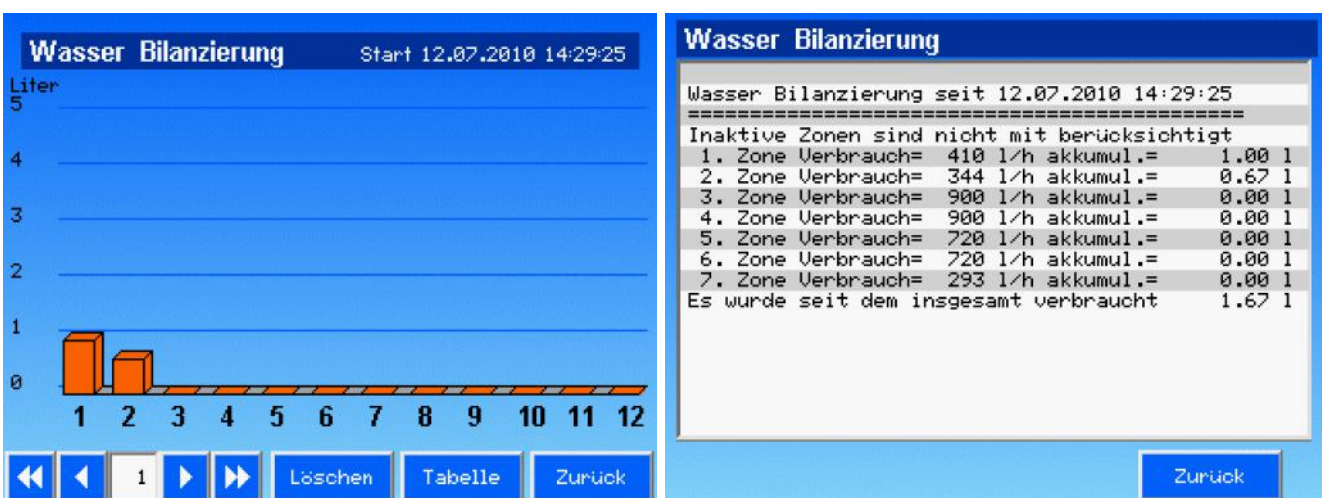 Wasser Bilanzierung Start 12.07.2010 14:29:25
Liter
5
4
3
2
1
0
1 2 3 4 5 6 7 8 9 10 11 12
1 Löschen Tabelle Zurück
Wasser Bilanzierung
Wasser Bilanzierung seit 12.07.2010 14:29:25
=============================================
Inaktive Zonen sind nicht mit berücksichtigt
1. Zone Verbrauch= 410 l/h akkumul.= 1.00 l
2. Zone Verbrauch= 344 l/h akkumul.= 0.67 l
3. Zone Verbrauch= 900 l/h akkumul.= 0.00 l
4. Zone Verbrauch= 900 l/h akkumul.= 0.00 l
5. Zone Verbrauch= 720 l/h akkumul.= 0.00 l
6. Zone Verbrauch= 720 l/h akkumul.= 0.00 l
7. Zone Verbrauch= 293 l/h akkumul.= 0.00 l
Es wurde seit dem insgesamt verbraucht 1.67 l
Zurück